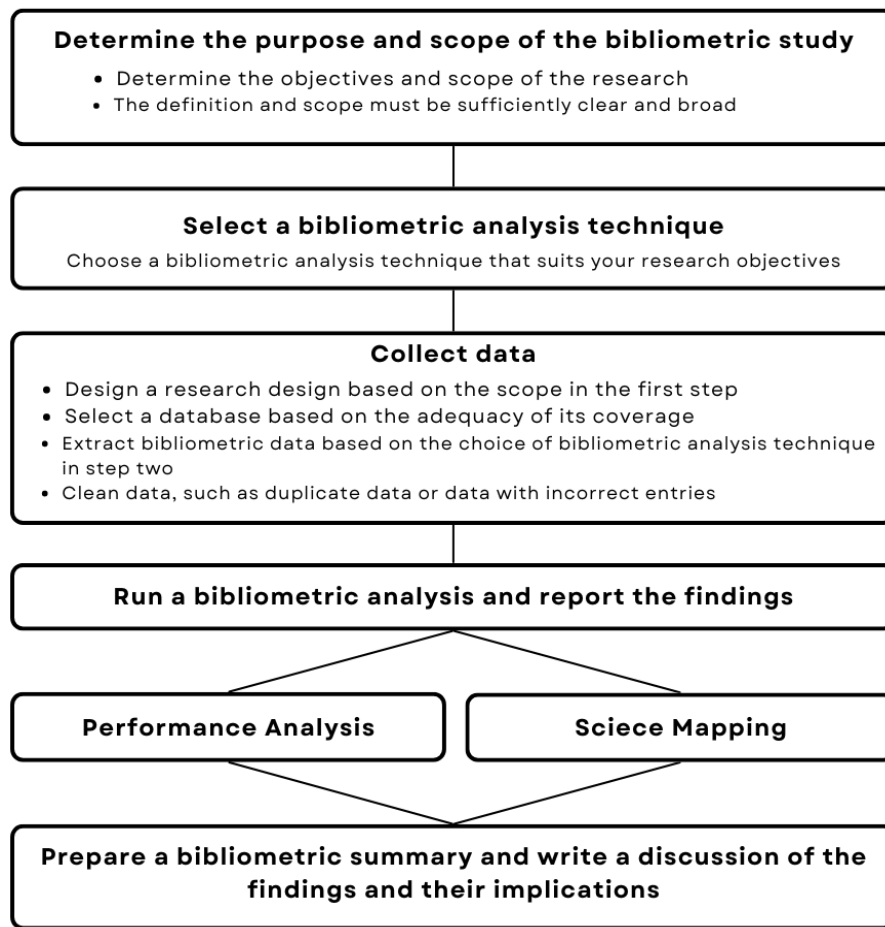 Determine the purpose and scope of the bibliometric study
• Determine the objectives and scope of the research
• The definition and scope must be sufficiently clear and broad
Select a bibliometric analysis technique
Choose a bibliometric analysis technique that suits your research objectives
Collect data
• Design a research design based on the scope in the first step
• Select a database based on the adequacy of its coverage
• Extract bibliometric data based on the choice of bibliometric analysis technique
in step two
• Clean data, such as duplicate data or data with incorrect entries
Run a bibliometric analysis and report the findings
Performance Analysis
Sciece Mapping
Prepare a bibliometric summary and write a discussion of the
findings and their implications